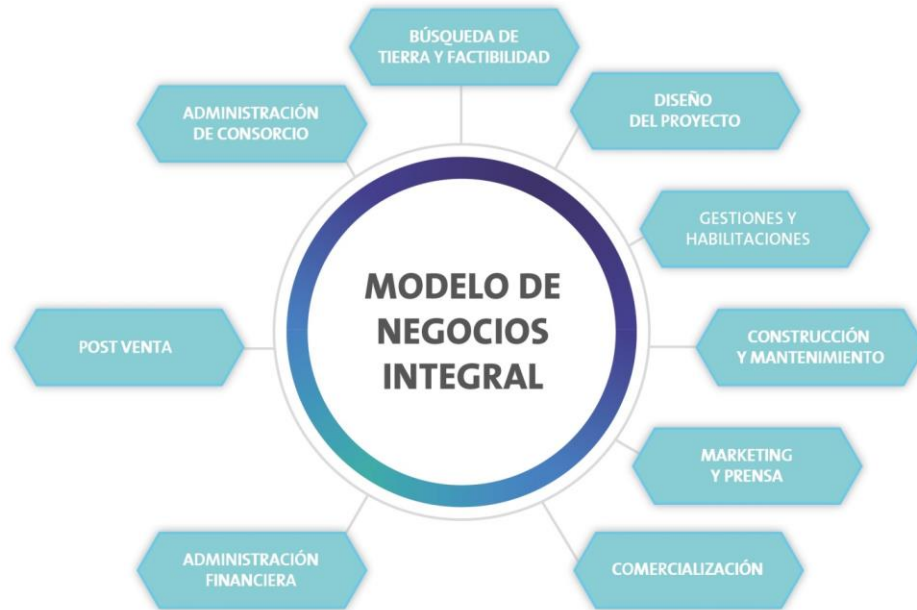 BÚSQUEDA DE
TIERRA Y FACTIBILIDAD
DISEÑO
DEL PROYECTO
GESTIONES Y
HABILITACIONES
CONSTRUCCIÓN
Y MANTENIMIENTO
MARKETING
Y PRENSA
COMERCIALIZACIÓN
ADMINISTRACIÓN
FINANCIERA
POST VENTA
ADMINISTRACIÓN
DE CONSORCIO
MODELO DE
NEGOCIOS
INTEGRAL